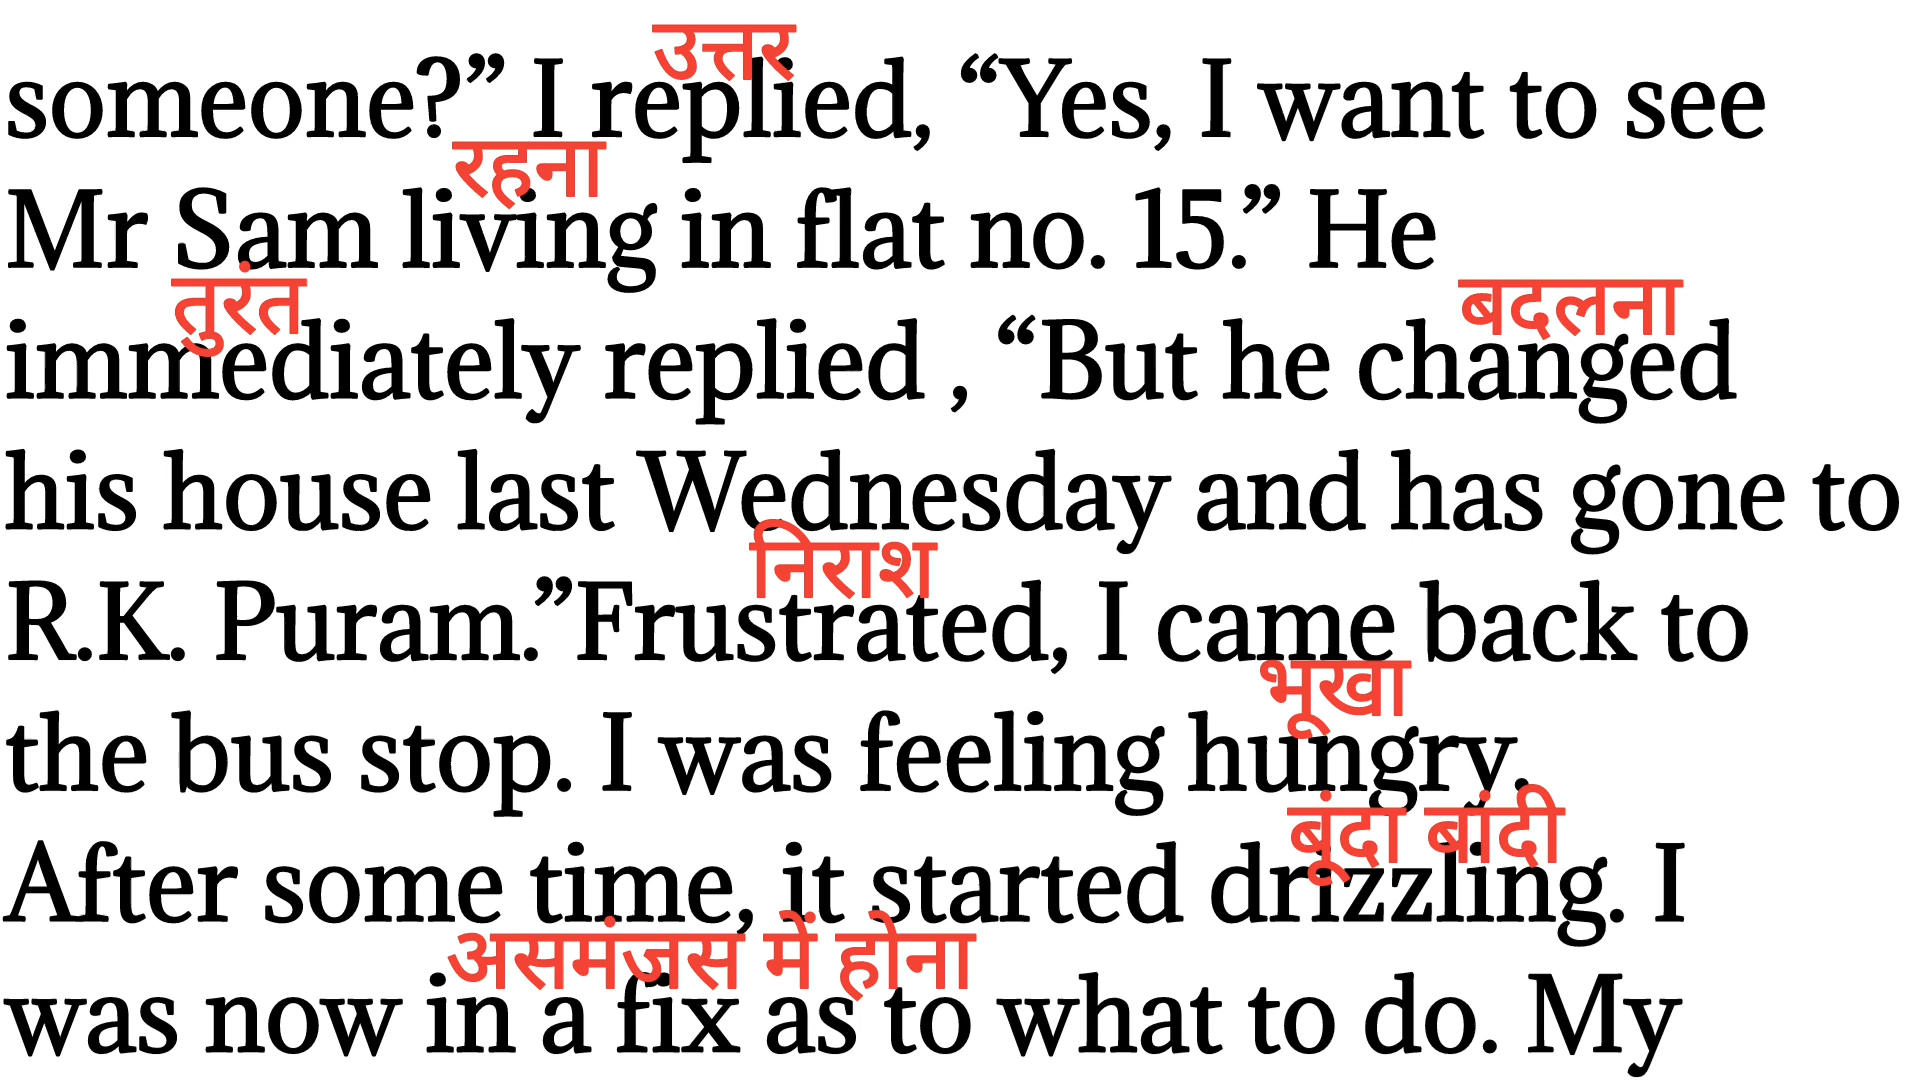 उत्तर
someone?” I replied, “Yes, I want to see
रहना
Mr Sam living in flat no. 15.” He
तुरंत बदलना
immediately replied , “But he changed
his house last Wednesday and has gone to
निराश
R.K. Puram.”Frustrated, I came back to
भूखा
the bus stop. I was feeling hungry.
बूंदा बांदी
After some time, it started drizzling. I
असमंजस में होना
was now in a fix as to what to do. My